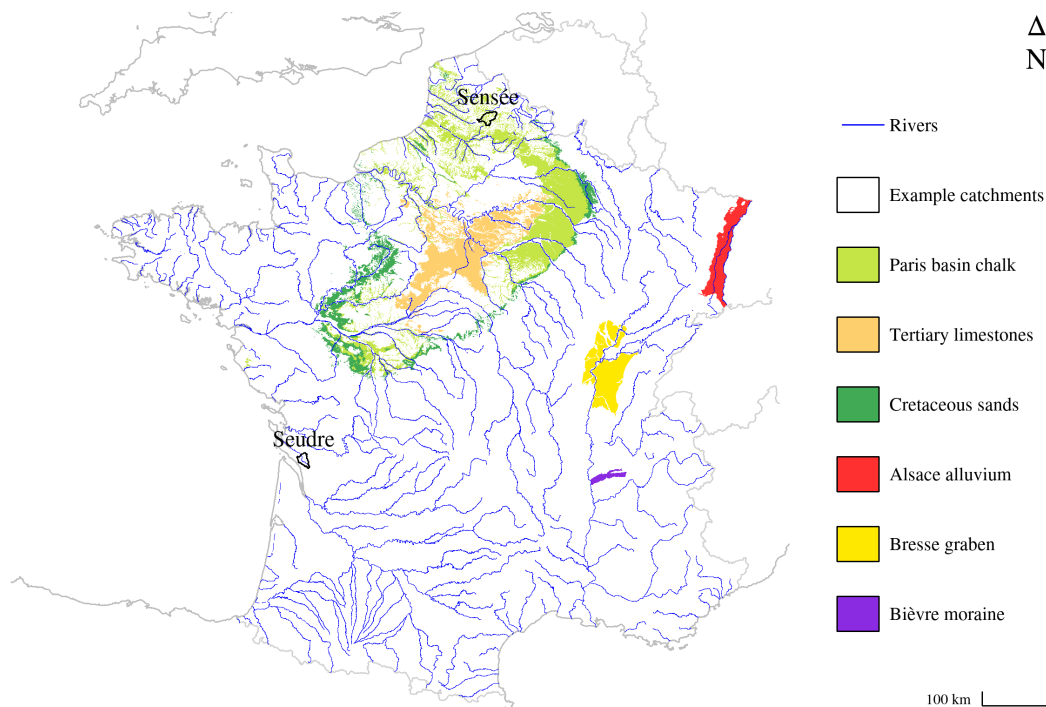 Δ
N
Sensée
Rivers
Example catchments
Paris basin chalk
Tertiary limestones
Cretaceous sands
Seudre
Alsace alluvium
Bresse graben
Bièvre moraine
100 km